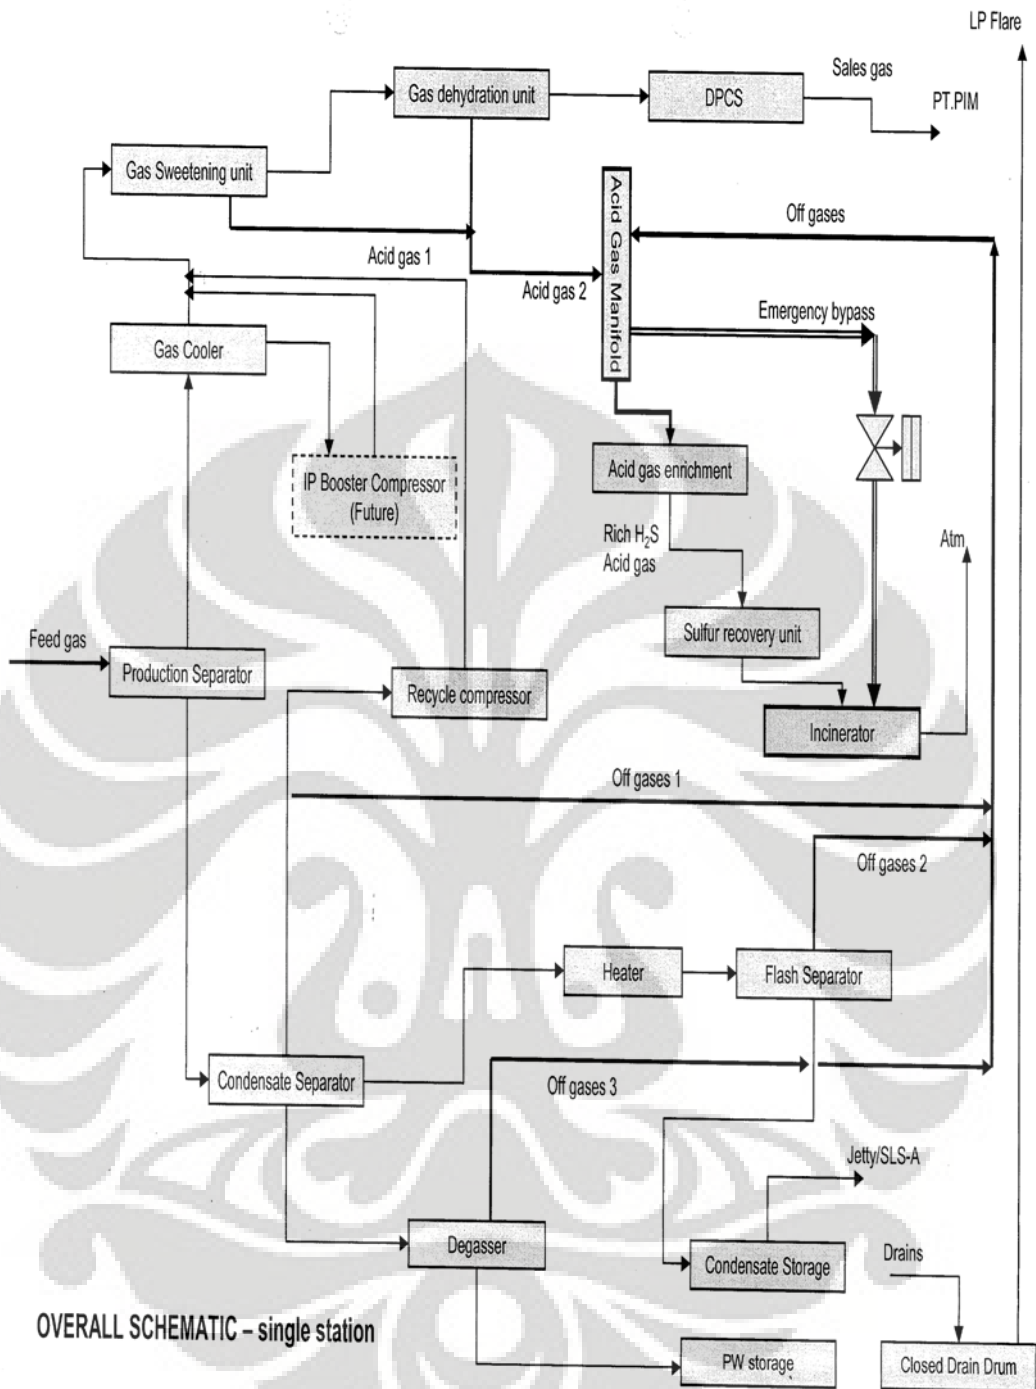 LP Flare
Sales gas
Gas dehydration unit
DPCS
PT.PIM
Gas Sweetening unit
Acid Gas Manifold
Off gases
Acid gas 1
Acid gas 2
Emergency bypass
Gas Cooler
Acid gas enrichment
IP Booster Compressor
(Future)
Rich H₂S
Acid gas
Atm
Feed gas
Sulfur recovery unit
Production Separator
Recycle compressor
Incinerator
Off gases 1
Off gases 2
Heater
Flash Separator
Condensate Separator
Off gases 3
Jetty/SLS-A
Degasser
Condensate Storage
Drains
OVERALL SCHEMATIC – single station
PW storage
Closed Drain Drum